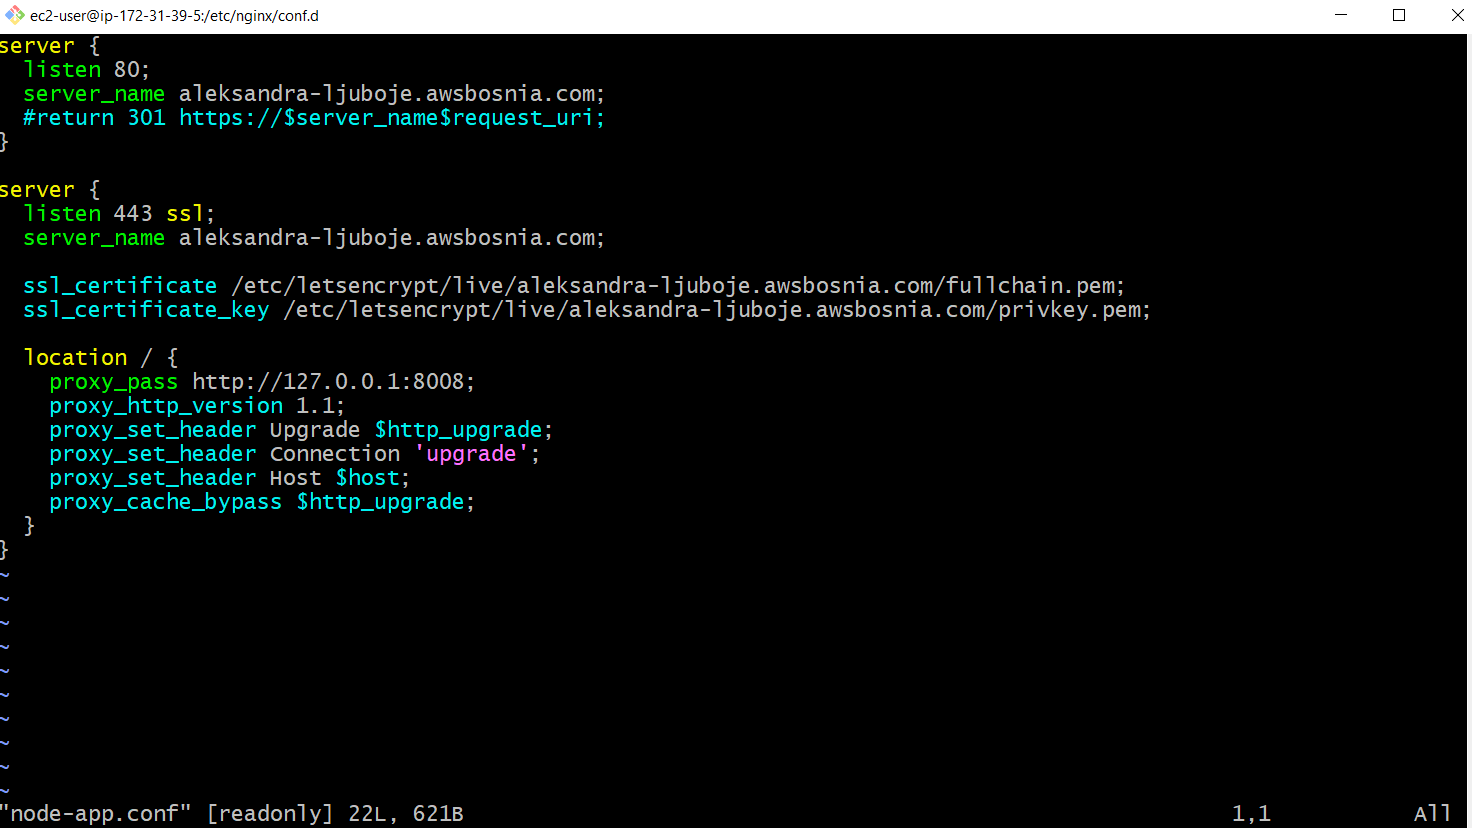 ec2-user@ip-172-31-39-5:/etc/nginx/conf.d
server {
  listen 80;
  server_name aleksandra-ljuboje.awsbosnia.com;
  #return 301 https://$server_name$request_uri;
}

server {
  listen 443 ssl;
  server_name aleksandra-ljuboje.awsbosnia.com;

  ssl_certificate /etc/letsencrypt/live/aleksandra-ljuboje.awsbosnia.com/fullchain.pem;
  ssl_certificate_key /etc/letsencrypt/live/aleksandra-ljuboje.awsbosnia.com/privkey.pem;

  location / {
    proxy_pass http://127.0.0.1:8008;
    proxy_http_version 1.1;
    proxy_set_header Upgrade $http_upgrade;
    proxy_set_header Connection 'upgrade';
    proxy_set_header Host $host;
    proxy_cache_bypass $http_upgrade;
  }
}
~
~
~
~
~
~
~
~
~
~
"node-app.conf" [readonly] 22L, 621B 1,1 All